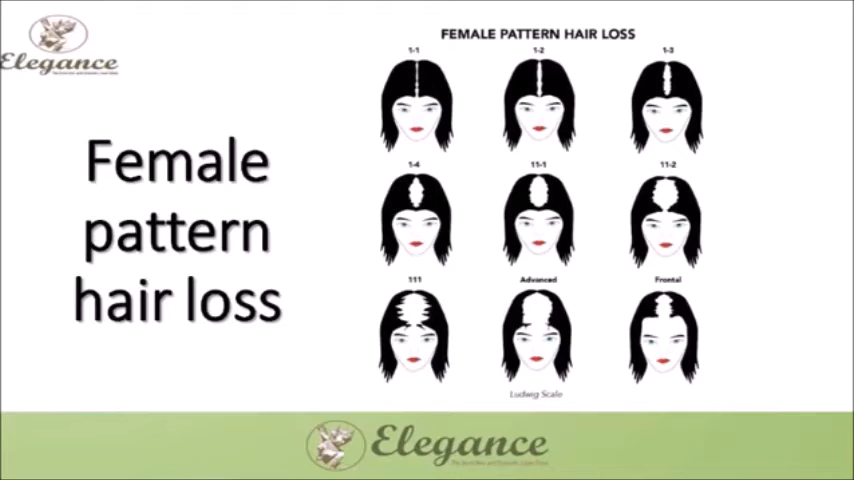 Elegance
Female
pattern
hair loss
FEMALE PATTERN HAIR LOSS
1-1
1-2
1-3
1-4
11-1
11-2
111
Advanced
Frontal
Ludwig Scale
Elegance